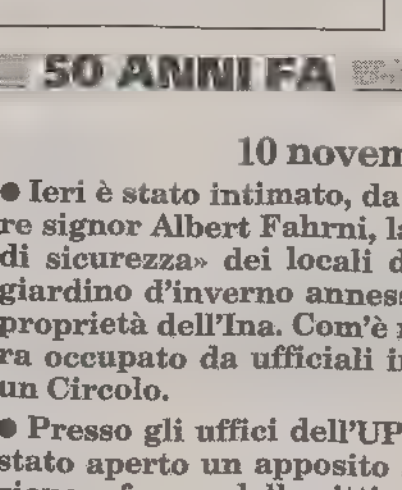 50 ANNI FA
10 novem
● Ieri è stato intimato, da
re signor Albert Fahrni, la
di sicurezza» dei locali d
giardino d'inverno anness
proprietà dell'Ina. Com'è
ra occupato da ufficiali i
un Circolo.
● Presso gli uffici dell'UP
stato aperto un apposito